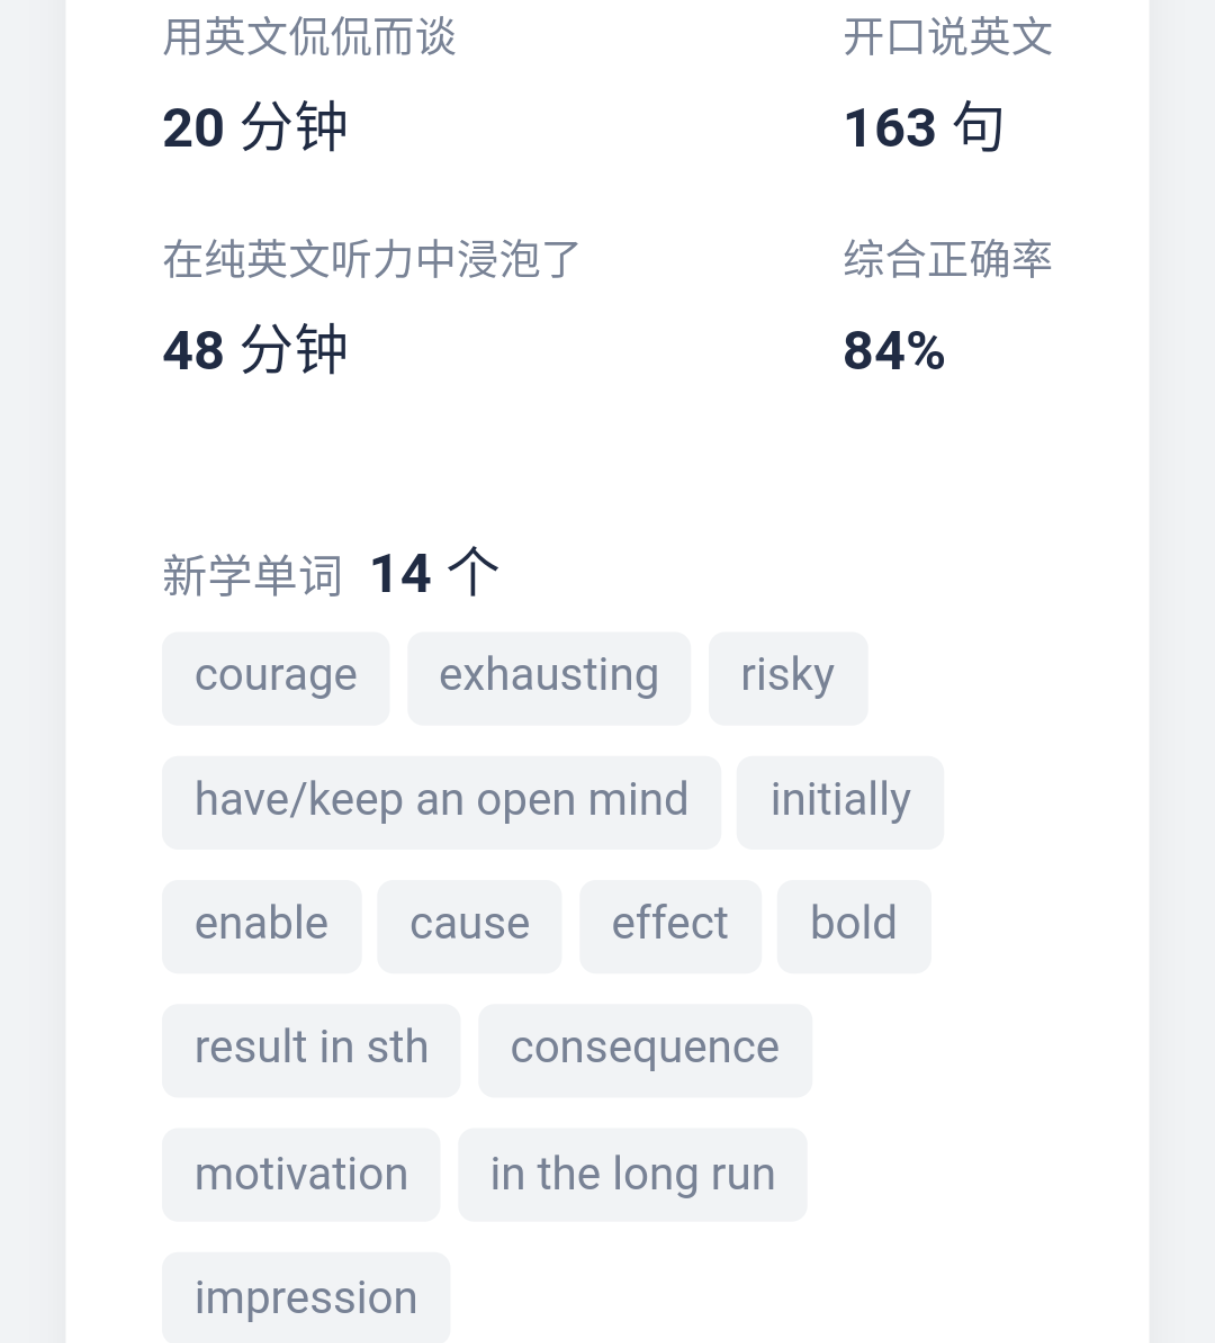 用英文侃侃而谈 开口说英文
20 分钟 163 句
在纯英文听力中浸泡了 综合正确率
48 分钟 84%
新学单词 14 个
courage exhausting risky
have/keep an open mind initially
enable cause effect bold
result in sth consequence
motivation in the long run
impression